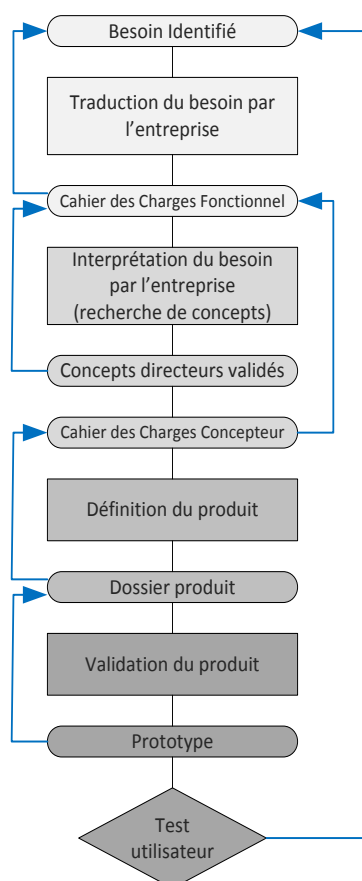 Besoin Identifié
Traduction du besoin par
l'entreprise
Cahier des Charges Fonctionnel
Interprétation du besoin
par l'entreprise
(recherche de concepts)
Concepts directeurs validés
Cahier des Charges Concepteur
Définition du produit
Dossier produit
Validation du produit
Prototype
Test
utilisateur